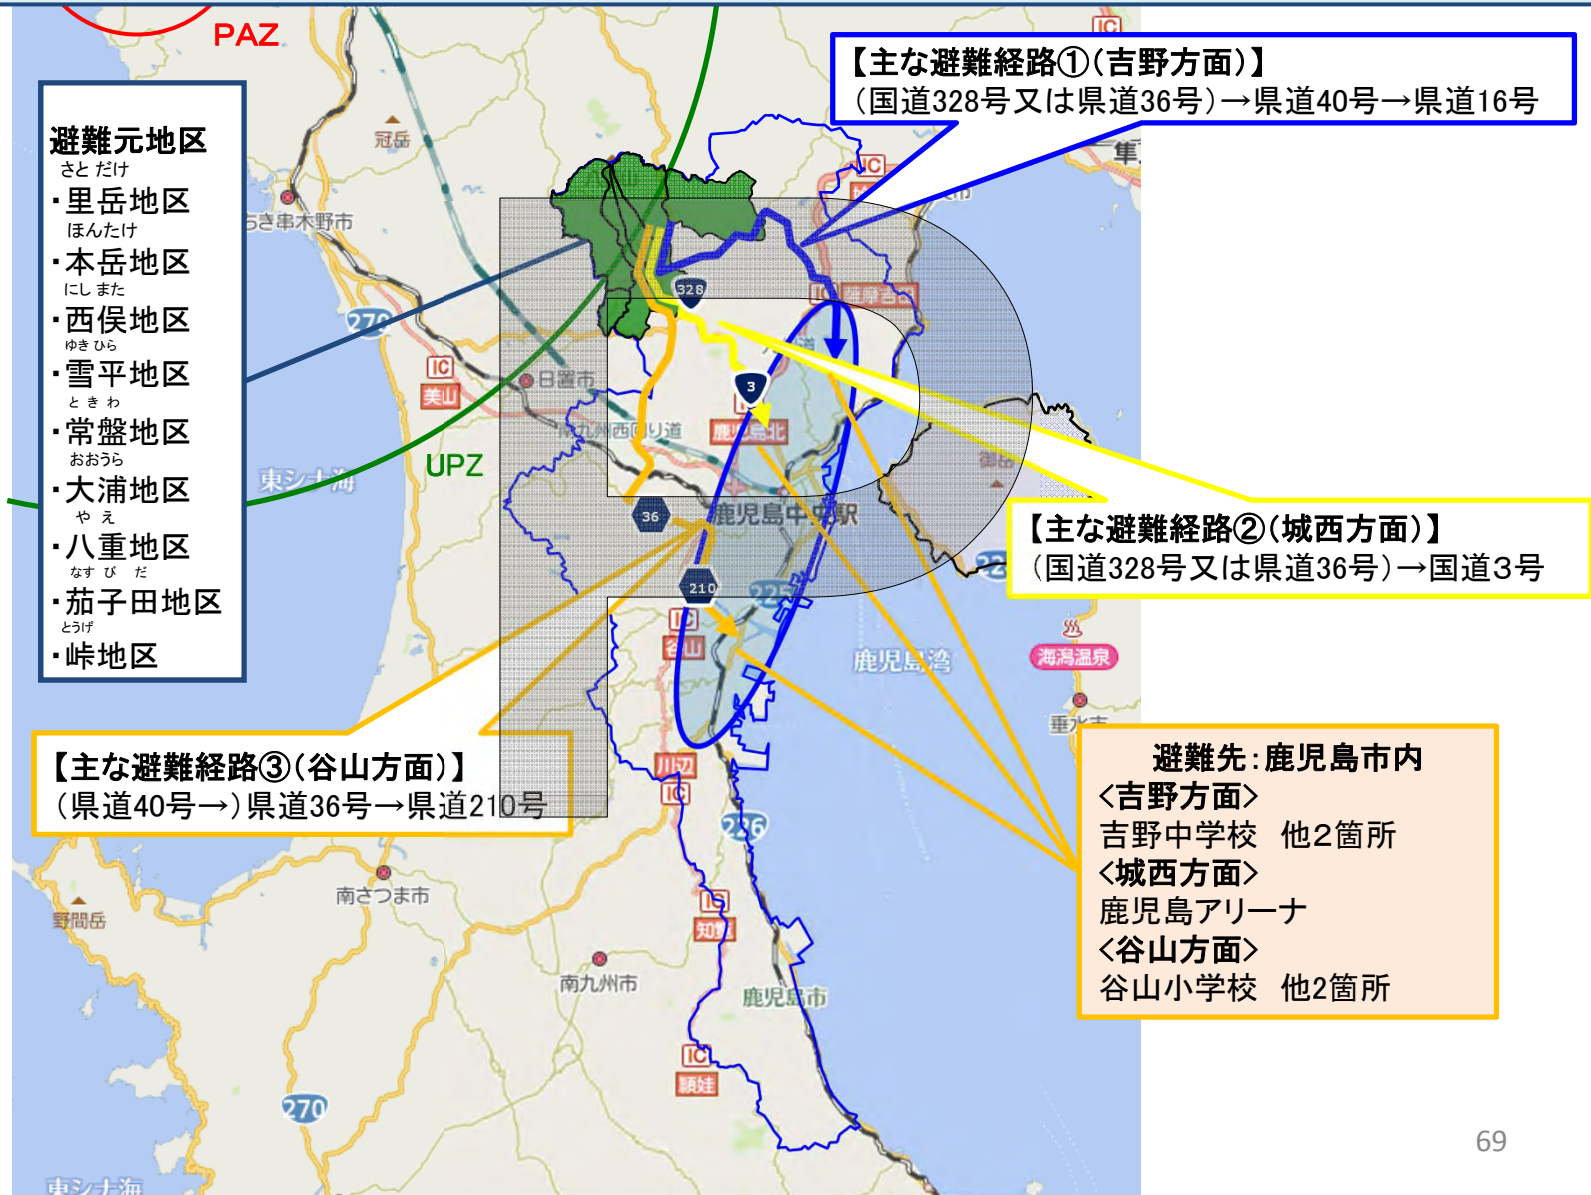 PAZ
【主な避難経路①(吉野方面)】
(国道328号又は県道36号)→県道40号→県道16号
避難元地区
さとだけ
・里岳地区
ほんたけ
・本岳地区
にしまた
・西俣地区
ゆきひら
・雪平地区
ときわ
・常盤地区
おおうら
・大浦地区
やえ
・八重地区
なすびだ
・茄子田地区
とうげ
・峠地区
IC
冠岳
IC
き串木野市
328
IC
270
IC
美山
日置市
3
南九州西回り道
鹿児島北
UPZ
東シナ海
御岳
36
鹿児島中央駅
【主な避難経路②(城西方面)】
(国道328号又は県道36号)→国道3号
210
225
IC
谷山
鹿児島湾
海潟温泉
垂水市
【主な避難経路③(谷山方面)】
(県道40号→)県道36号→県道210号
川辺
IC
226
避難先:鹿児島市内
<吉野方面>
吉野中学校 他2箇所
<城西方面>
鹿児島アリーナ
<谷山方面>
谷山小学校 他2箇所
南さつま市
野間岳
IC
知覧
南九州市
鹿児島市
IC
頴娃
270
東シナ海
69